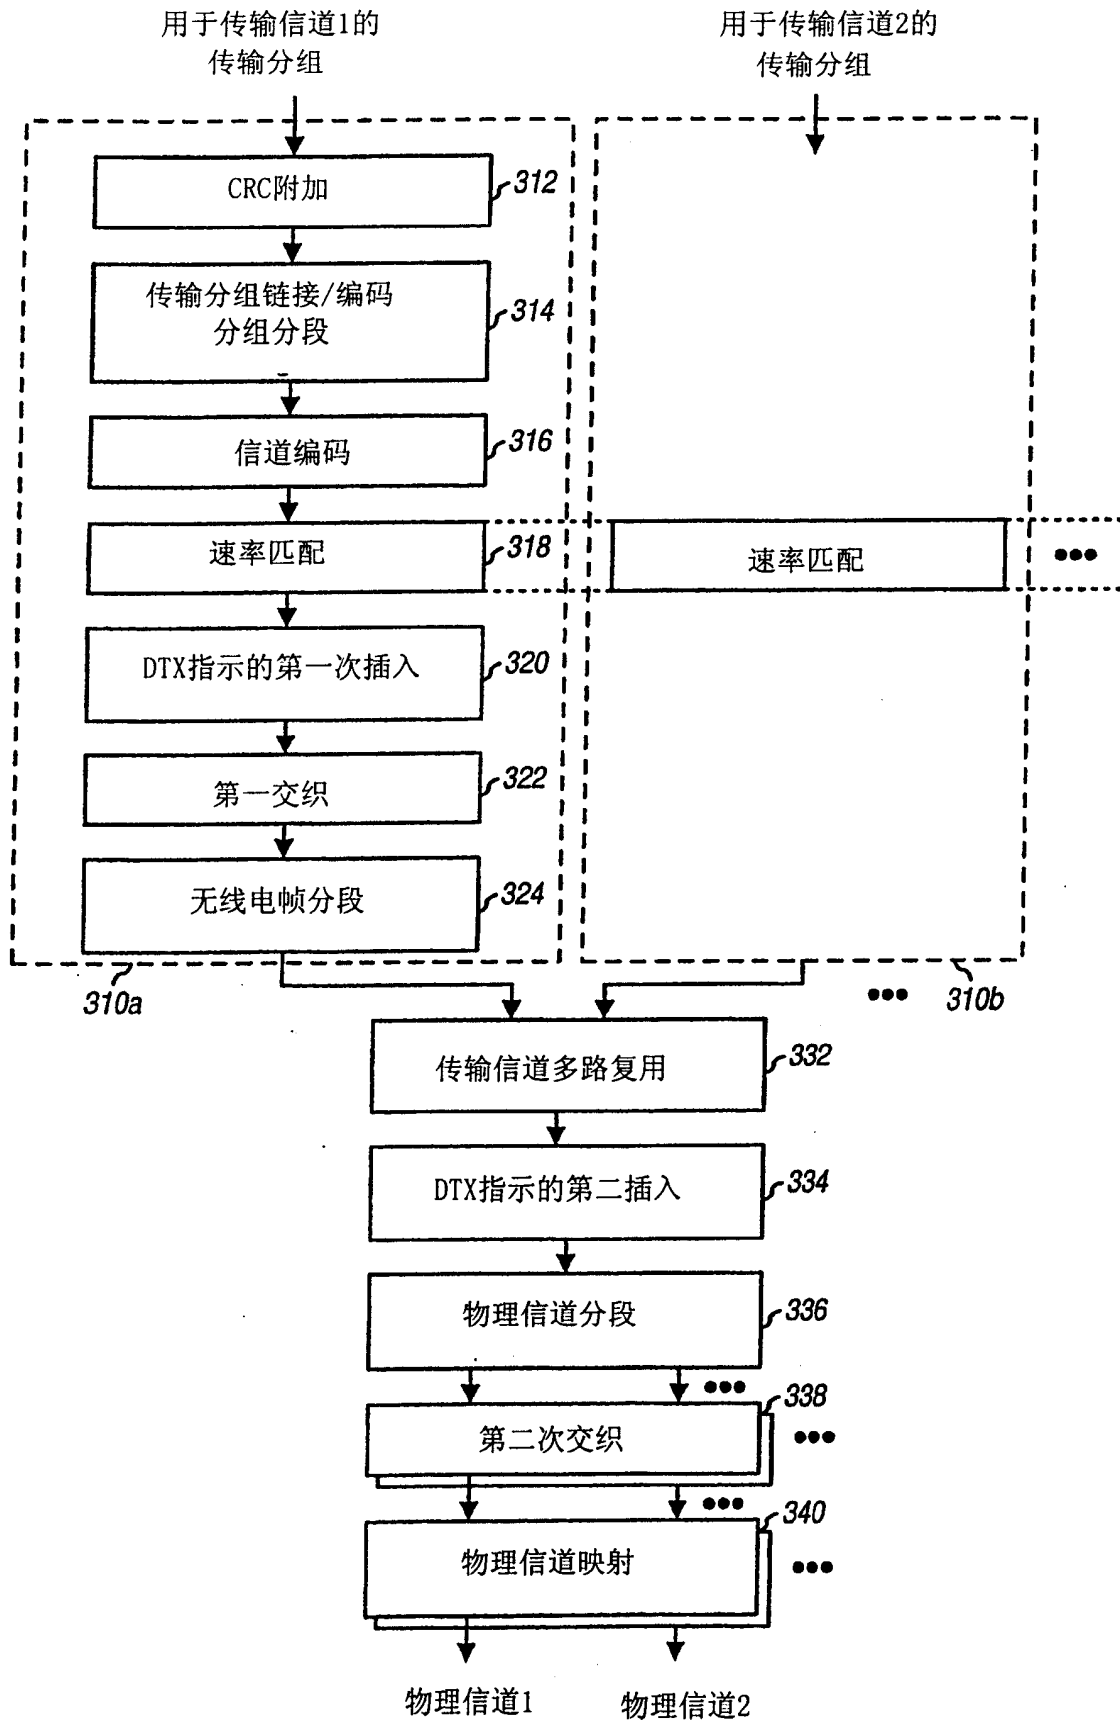 用于传输信道1的
传输分组
用于传输信道2的
传输分组
CRC附加
312
传输分组链接/编码
分组分段
314
信道编码
316
速率匹配
318
速率匹配
DTX指示的第一次插入
320
第一交织
322
无线电帧分段
324
310a
310b
传输信道多路复用
332
DTX指示的第二插入
334
物理信道分段
336
第二次交织
338
物理信道映射
340
物理信道1
物理信道2